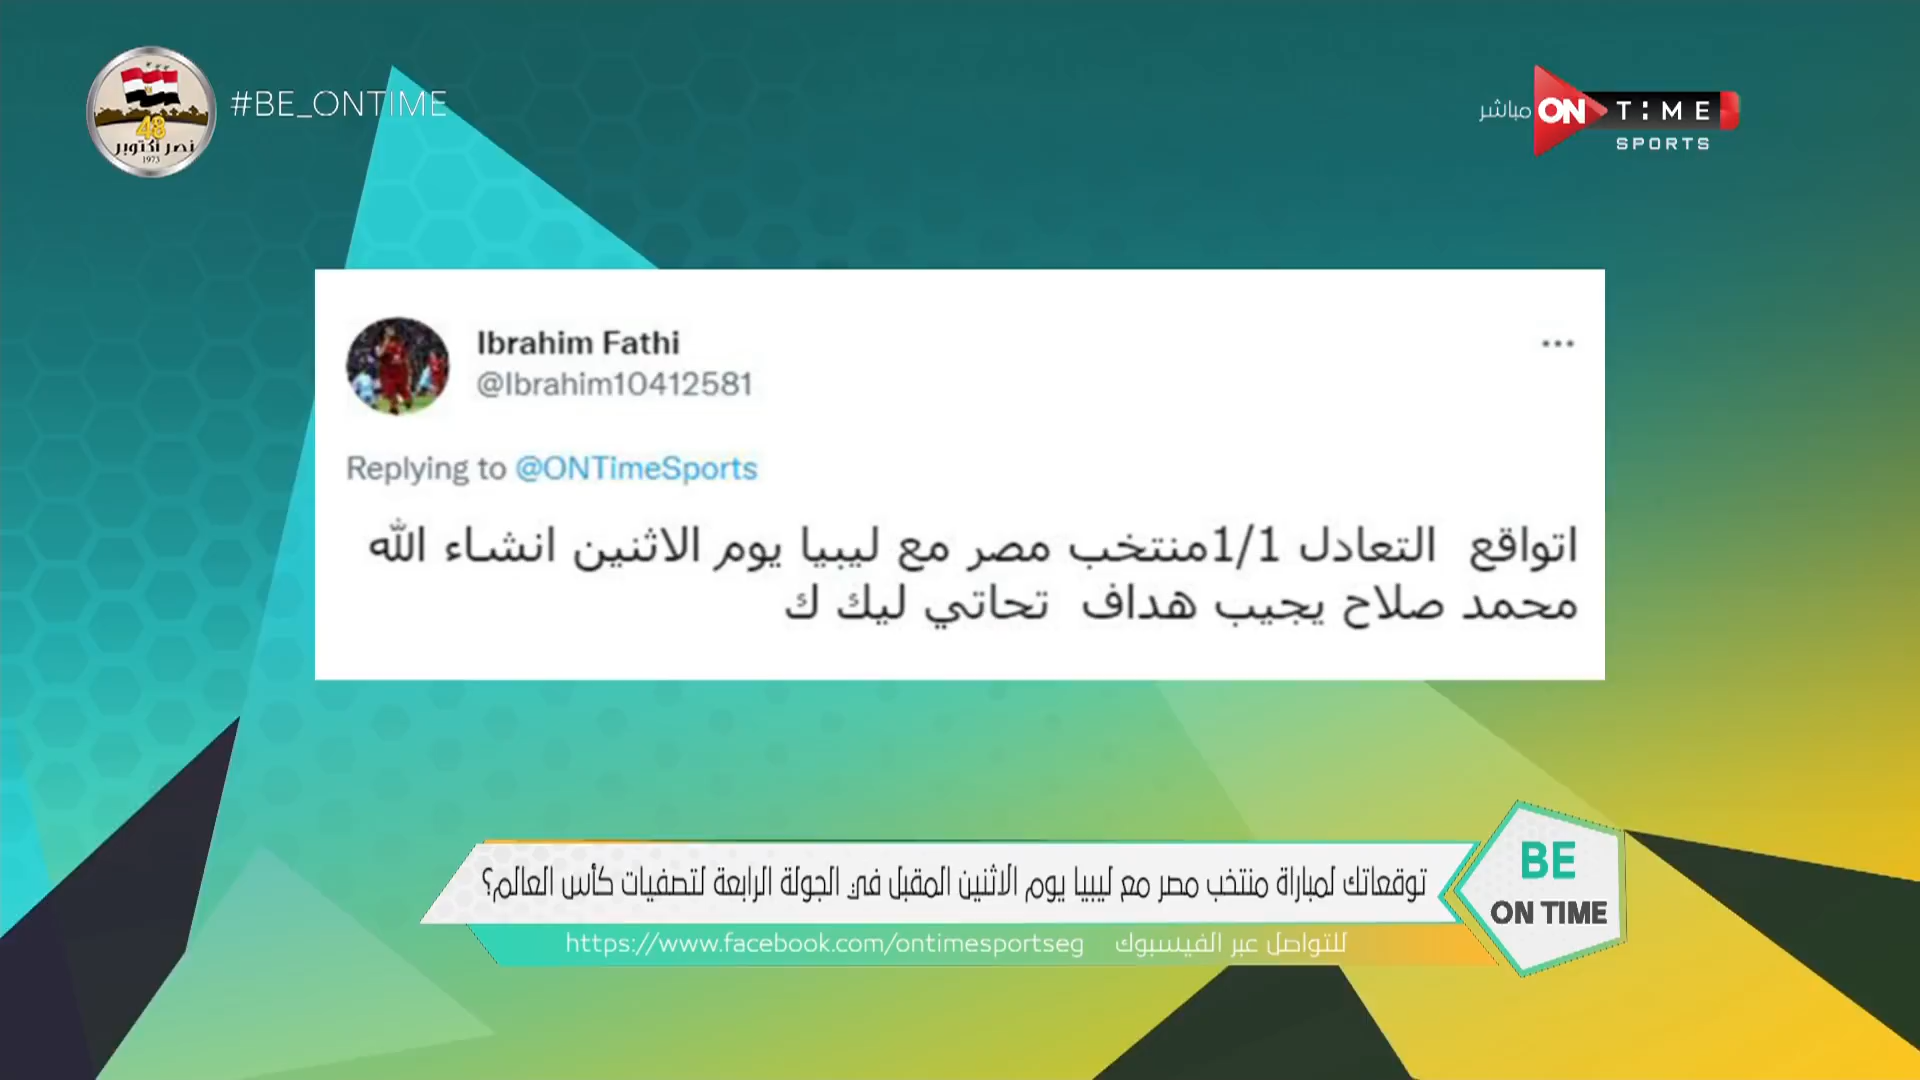 48
نصر أكتوبر
1973
#BE_ONTIME
مباشر
ON TIME
SPORTS
Ibrahim Fathi
@Ibrahim10412581
Replying to @ONTimeSports
اتواقع التعادل 1/1منتخب مصر مع ليبيا يوم الاثنين انشاء الله
محمد صلاح يجيب هداف تحاتي ليك ك
توقعاتك لمباراة منتخب مصر مع ليبيا يوم الاثنين المقبل في الجولة الرابعة لتصفيات كأس العالم؟
BE
ON TIME
للتواصل عبر الفيسبوك https://www.facebook.com/ontimesportseg